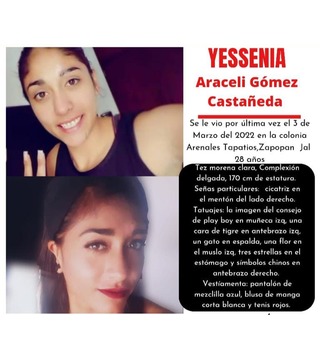 YESSENIA
Araceli Gómez
Castañeda
Se le vio por última vez el 3 de
Marzo del 2022 en la colonia
Arenales Tapatios,Zapopan Jal
28 años
Tez morena clara, Complexión
delgada, 170 cm de estatura.
Señas particulares: cicatriz en
el mentón del lado derecho.
Tatuajes: la imagen del consejo
de play boy en muñeca izq, una
cara de tigre en antebrazo izq,
un gato en espalda, una flor en
el muslo izq, tres estrellas en el
estómago y símbolos chinos en
antebrazo derecho.
Vestiamenta: pantalón de
mezclilla azul, bluso de manga
corta blanca y tenis rojos.